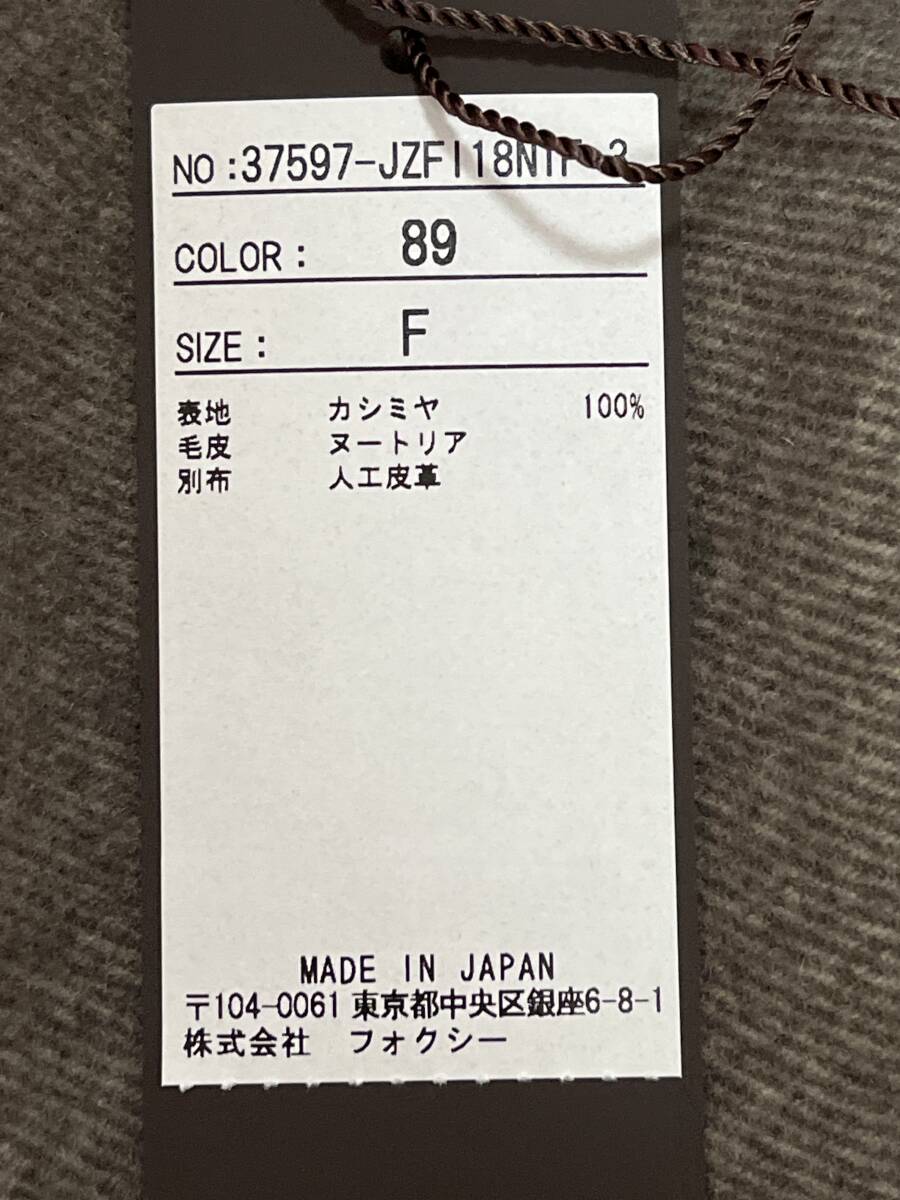 NO:37597-JZFI18NTF-2
COLOR: 89
SIZE: F
表地 カシミヤ 100%
毛皮 ヌートリア
別布 人工皮革
MADE IN JAPAN
〒104-0061 東京都中央区銀座6-8-1
株式会社 フォクシー